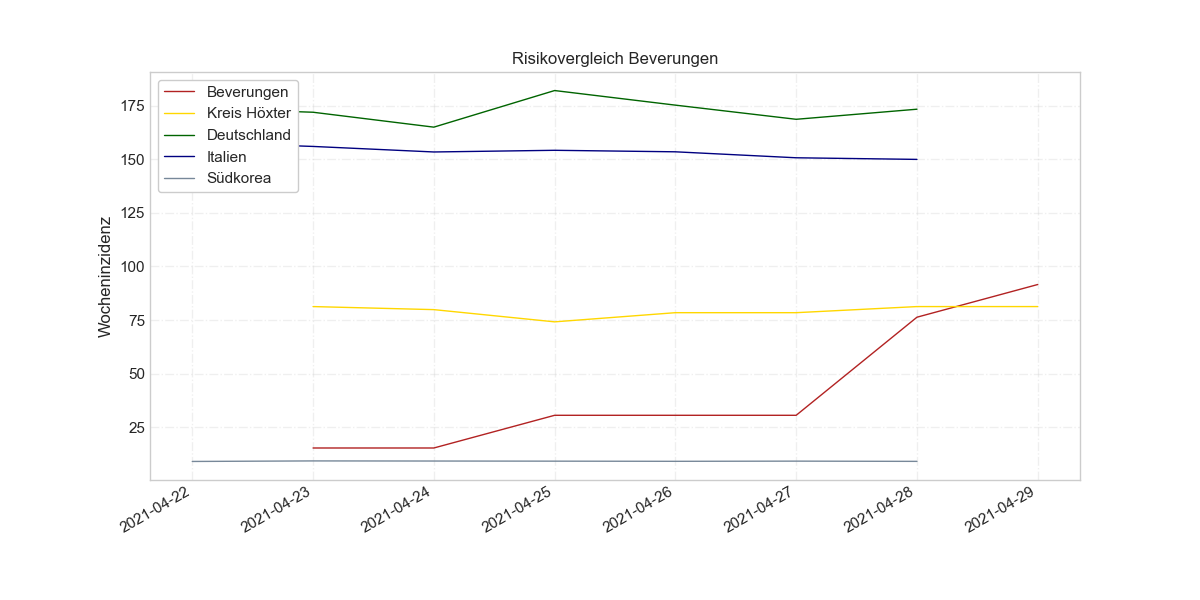 Risikovergleich Beverungen
Beverungen
Kreis Höxter
Deutschland
Italien
Südkorea
Wocheninzidenz
175
150
125
100
75
50
25
2021-04-22
2021-04-23
2021-04-24
2021-04-25
2021-04-26
2021-04-27
2021-04-28
2021-04-29